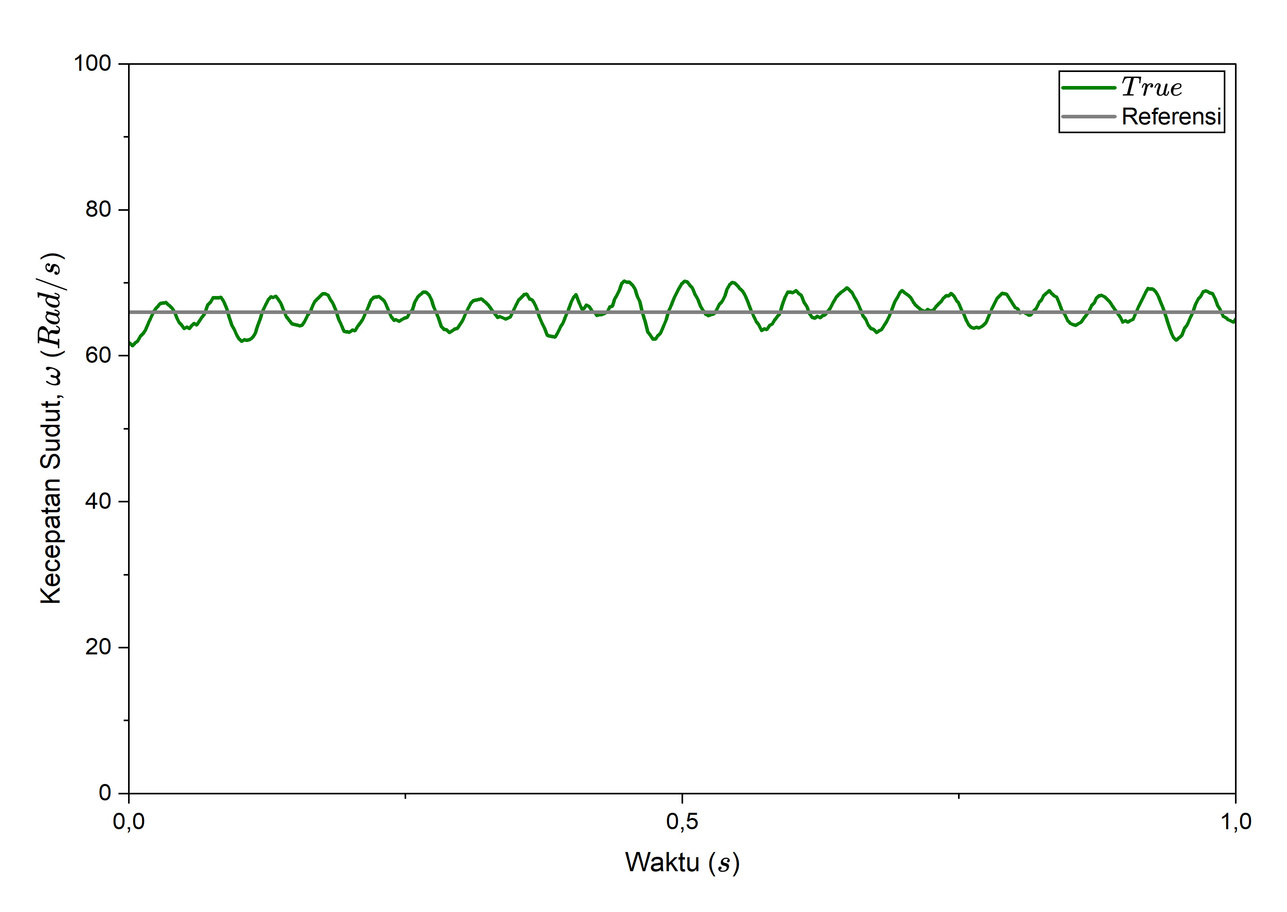 100
80
60
40
20
0
Kecepatan Sudut, ω (Rad/s)
True
Referensi
0,0
0,5
1,0
Waktu (s)